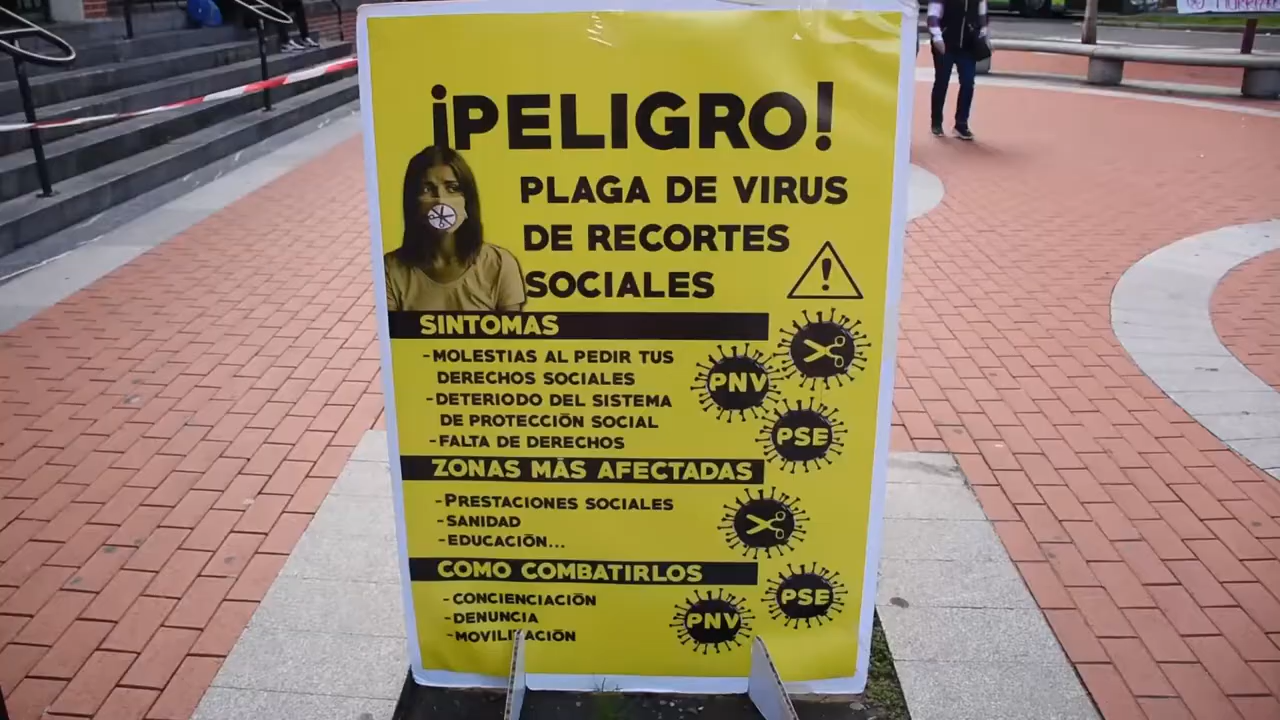 ¡PELIGRO!
PLAGA DE VIRUS
DE RECORTES
SOCIALES
SINTOMAS
-MOLESTIAS AL PEDIR TUS
DERECHOS SOCIALES
-DETERIODO DEL SISTEMA
DE PROTECCIÓN SOCIAL
-FALTA DE DERECHOS
PNV
PSE
ZONAS MÁS AFECTADAS
-PRESTACIONES SOCIALES
-SANIDAD
-EDUCACIÓN...
COMO COMBATIRLOS
-CONCIENCIACIÓN
-DENUNCIA
-MOVILIZACIÓN
PSE
PNV